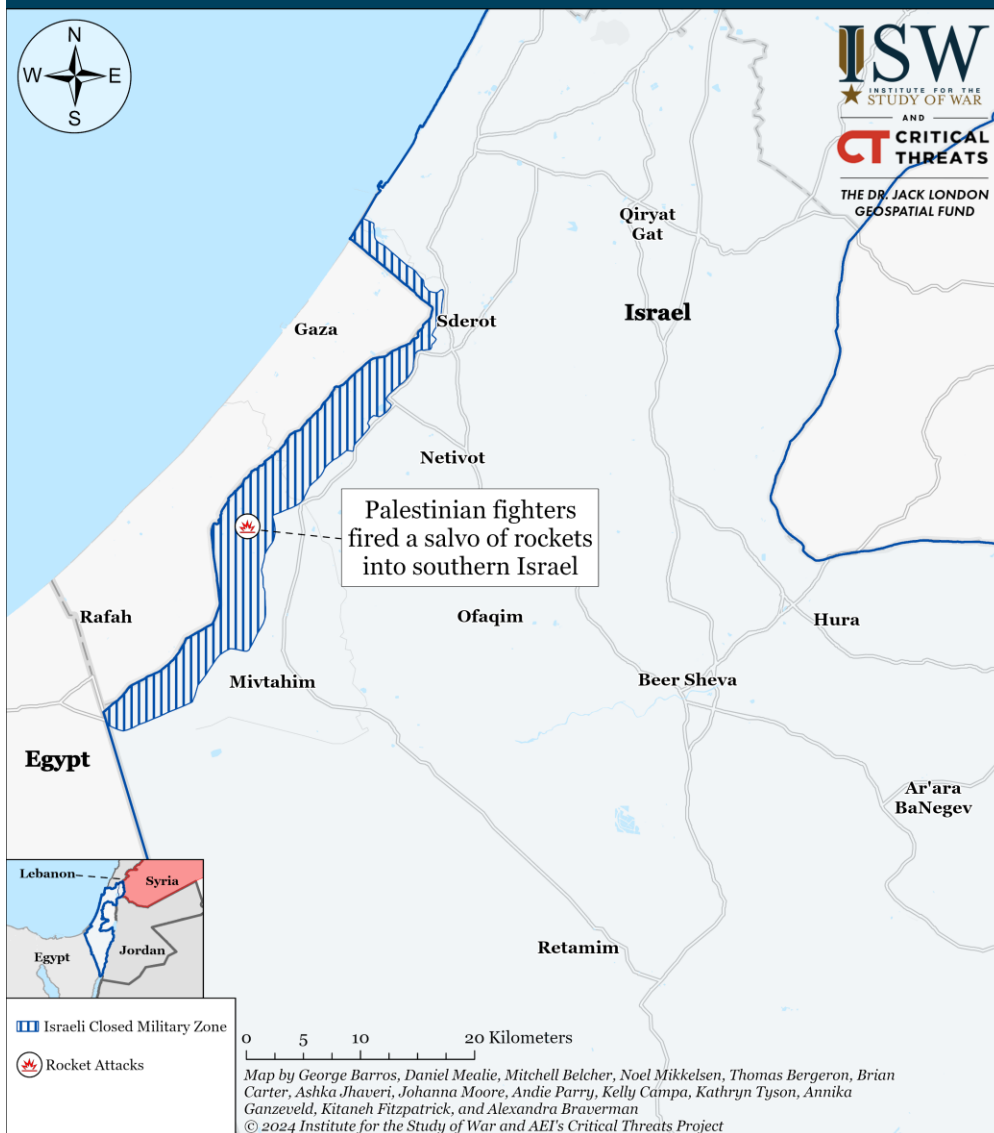 N
W
E
S
ISW
INSTITUTE FOR THE
STUDY OF WAR
AND
CT CRITICAL
THREATS
THE DR. JACK LONDON
GEOSPATIAL FUND
Qiryat
Gat
Israel
Gaza
Sderot
Netivot
Palestinian fighters
fired a salvo of rockets
into southern Israel
Rafah
Ofaqim
Hura
Mivtahim
Beer Sheva
Egypt
Ar'ara
BaNegev
Retamim
Lebanon
Syria
Egypt
Jordan
Israeli Closed Military Zone
Rocket Attacks
0 5 10 20 Kilometers
Map by George Barros, Daniel Mealie, Mitchell Belcher, Noel Mikkelsen, Thomas Bergeron, Brian
Carter, Ashka Jhaveri, Johanna Moore, Andie Parry, Kelly Campa, Kathryn Tyson, Annika
Ganzeveld, Kitaneh Fitzpatrick, and Alexandra Braverman
© 2024 Institute for the Study of War and AEI's Critical Threats Project